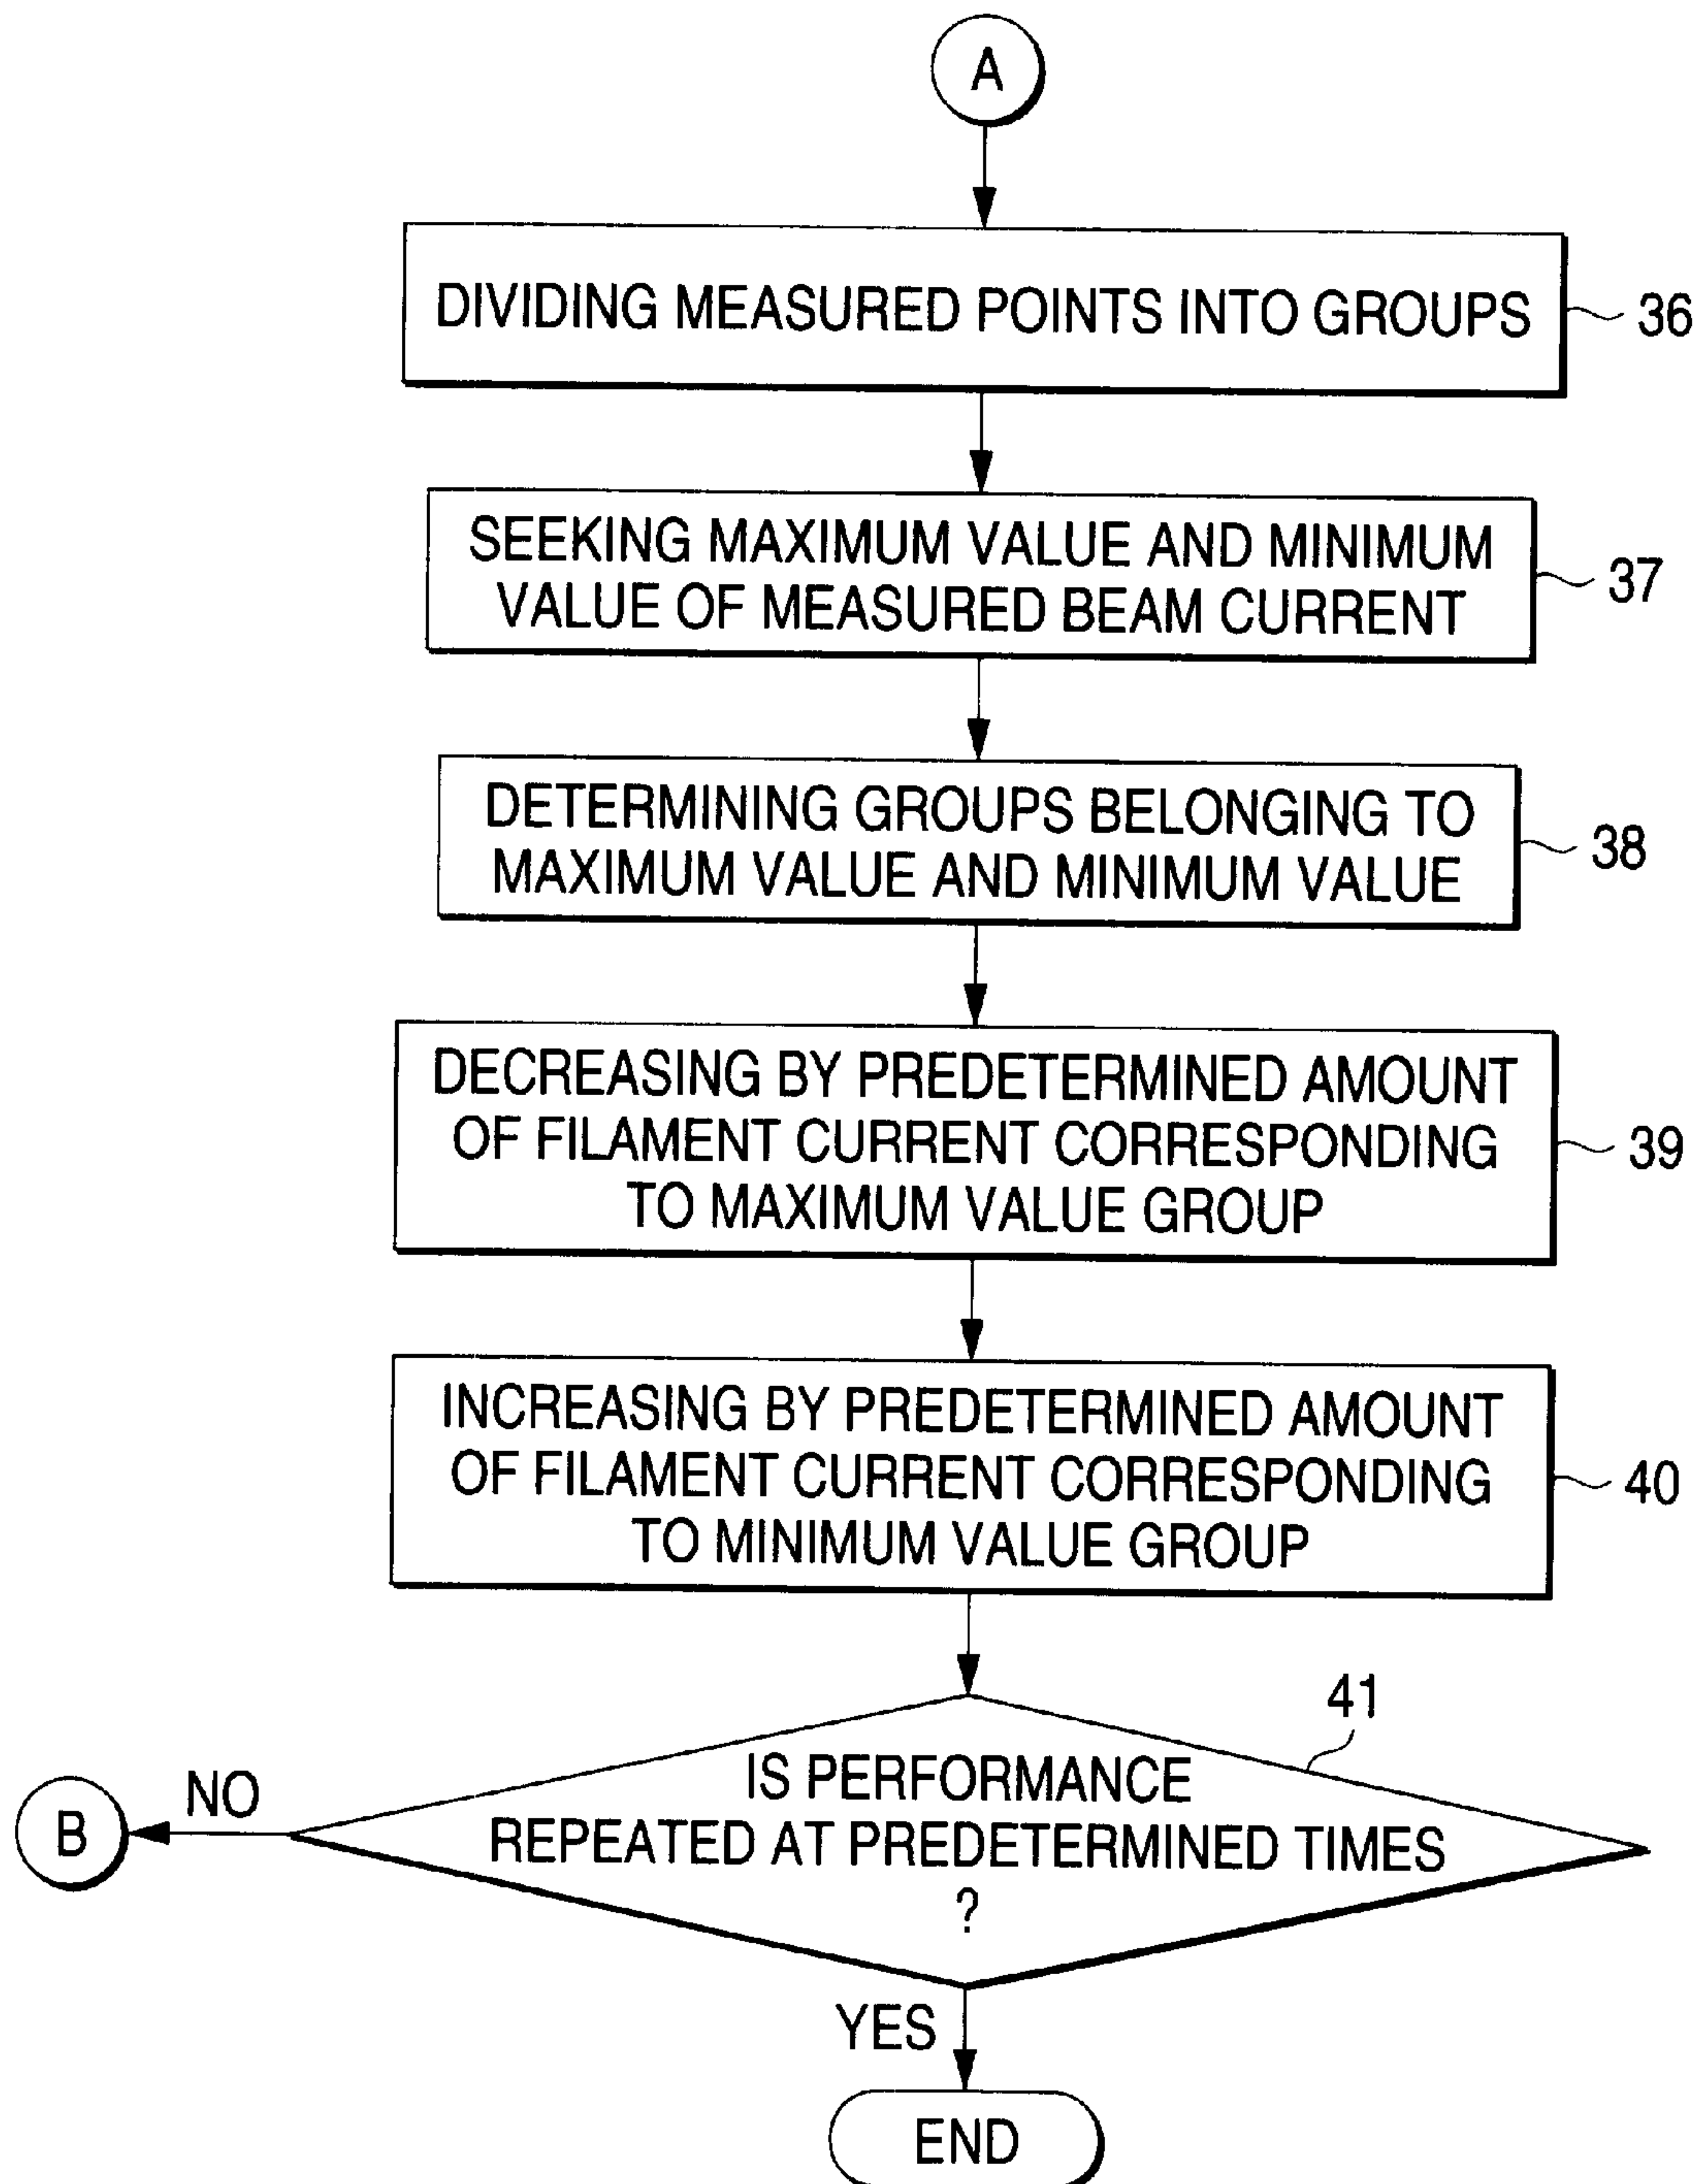 A
DIVIDING MEASURED POINTS INTO GROUPS
36
SEEKING MAXIMUM VALUE AND MINIMUM
VALUE OF MEASURED BEAM CURRENT
37
DETERMINING GROUPS BELONGING TO
MAXIMUM VALUE AND MINIMUM VALUE
38
DECREASING BY PREDETERMINED AMOUNT
OF FILAMENT CURRENT CORRESPONDING
TO MAXIMUM VALUE GROUP
39
INCREASING BY PREDETERMINED AMOUNT
OF FILAMENT CURRENT CORRESPONDING
TO MINIMUM VALUE GROUP
40
41
IS PERFORMANCE
REPEATED AT PREDETERMINED TIMES
?
NO
B
YES
END